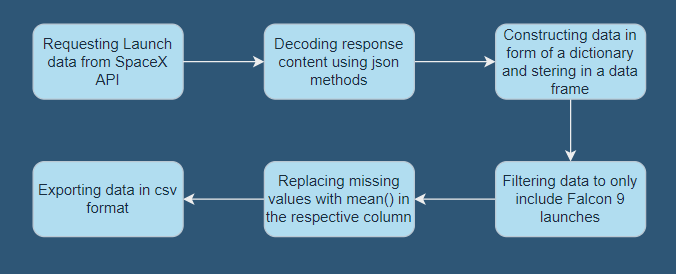 Requesting Launch
data from SpaceX
API
Decoding response
content using json
methods
Constructing data in
form of a dictionary
and stering in a data
frame
Filtering data to only
include Falcon 9
launches
Replacing missing
values with mean() in
the respective column
Exporting data in csv
format